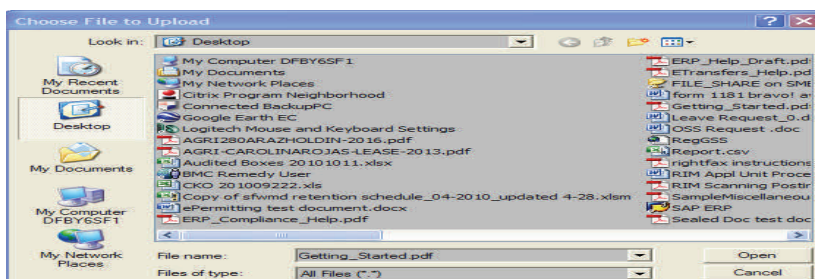 Choose File to Upload
Look in:
Desktop
My Recent
Documents
Desktop
My Documents
My Computer
DFBY6SF1
My Network
Places
My Computer DFBY6SF1
My Documents
My Network Places
Citrix Program Neighborhood
Connected BackupPC
Google Earth EC
Logitech Mouse and Keyboard Settings
AGRI280ARAZHOLDIN-2016.pdf
AGRI-CAROLINAROJAS-LEASE-2013.pdf
Audited Boxes 20101011.xlsx
BMC Remedy User
CKO 201009222.xls
Copy of sfwmd retention schedule_04-2010_updated 4-28.xlsm
ePermitting test document.docx
ERP_Compliance_Help.pdf
ERP_Help_Draft.pd
ETransfers_Help.pd
FILE_SHARE on SM
form 1181 bravo! a
Getting_Started.pd
Leave Request_0.d
OSS Request .doc
RegGSS
Report.csv
rightfax instructions
RIM Appl Unit Proce
RIM Scanning Postin
SampleMiscellaneou
SAP ERP
Sealed Doc test doc
File name:
Getting_Started.pdf
Open
Files of type:
All Files (*.*)
Cancel